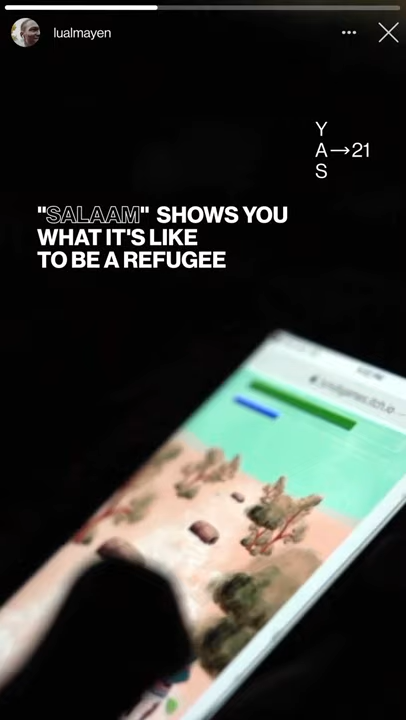 lualmayen
Y
A→21
S
"SALAAM" SHOWS YOU
WHAT IT'S LIKE
TO BE A REFUGEE